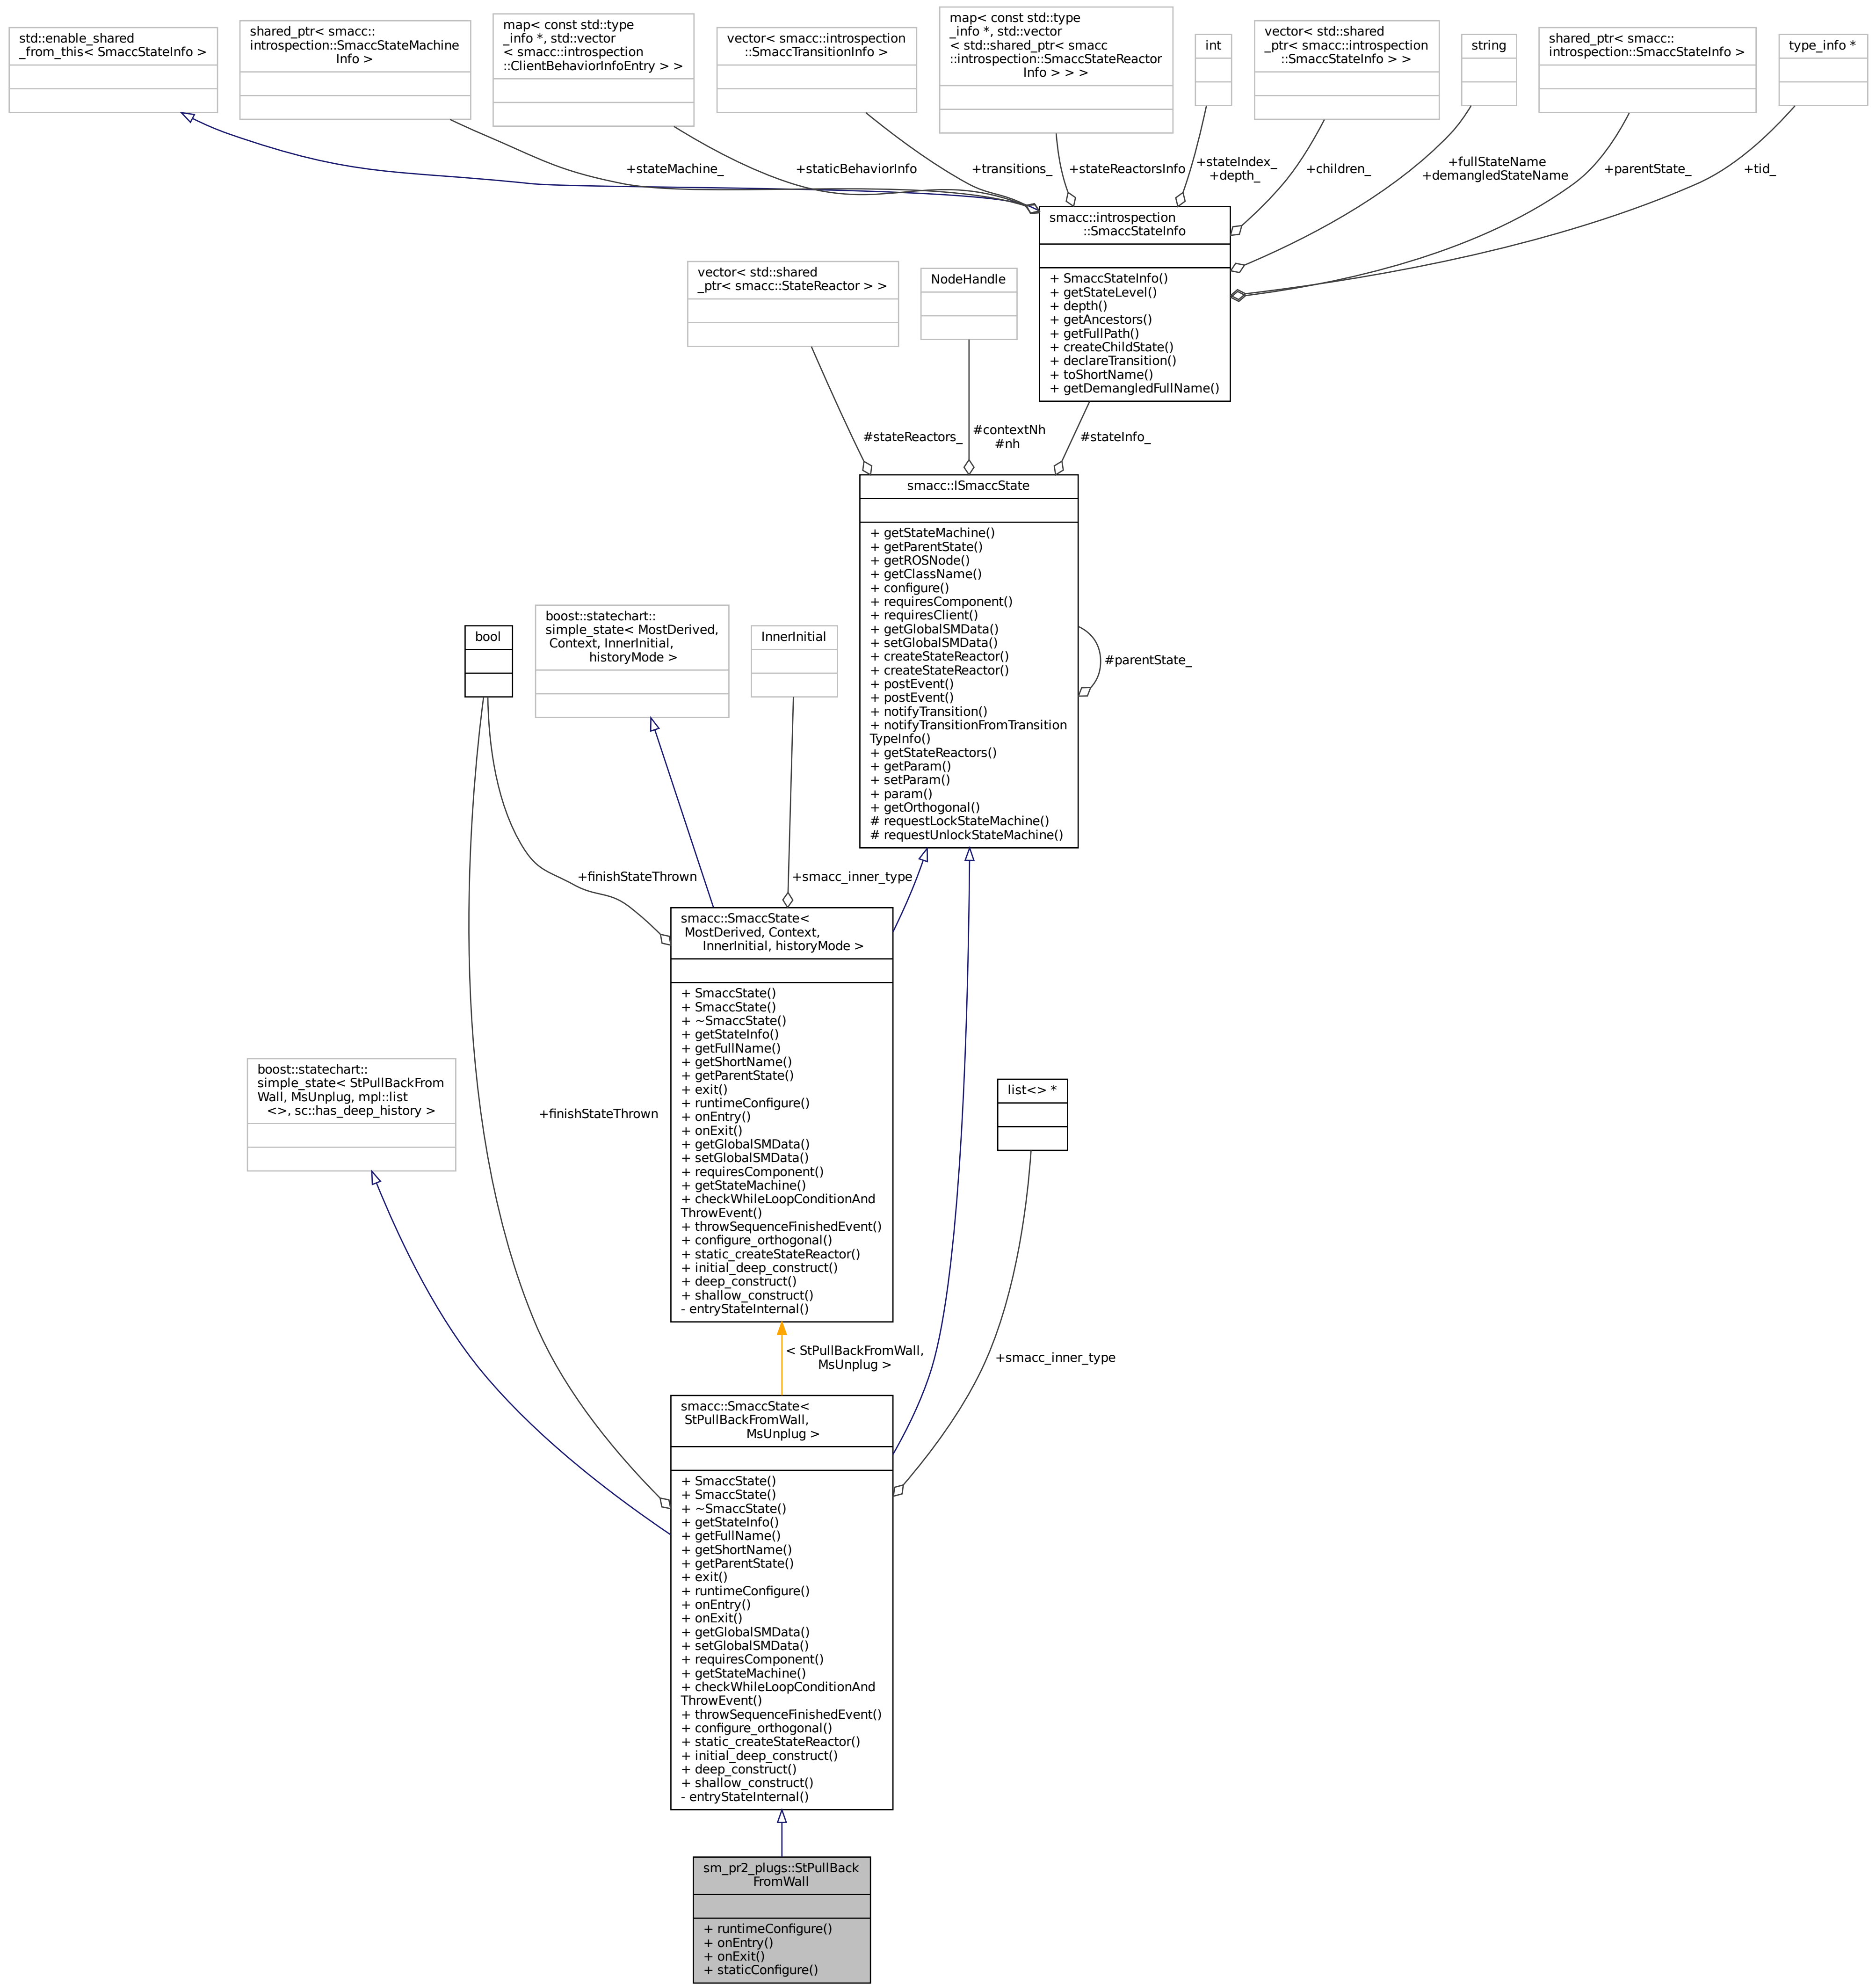 std::enable_shared
_from_this< SmaccStateInfo >
shared_ptr< smacc::
introspection::SmaccStateMachine
Info >
map< const std::type
_info *, std::vector
< smacc::introspection
::ClientBehaviorInfoEntry > >
vector< smacc::introspection
::SmaccTransitionInfo >
map< const std::type
_info *, std::vector
< std::shared_ptr< smacc
::introspection::SmaccStateReactor
Info > > >
int
vector< std::shared
_ptr< smacc::introspection
::SmaccStateInfo > >
string
shared_ptr< smacc::
introspection::SmaccStateInfo >
type_info *
+stateMachine_
+staticBehaviorInfo
+transitions_
+stateReactorsInfo
+stateIndex_
+depth_
+children_
+fullStateName
+demangledStateName
+parentState_
+tid_
smacc::introspection
::SmaccStateInfo
+ SmaccStateInfo()
+ getStateLevel()
+ depth()
+ getAncestors()
+ getFullPath()
+ createChildState()
+ declareTransition()
+ toShortName()
+ getDemangledFullName()
vector< std::shared
_ptr< smacc::StateReactor > >
NodeHandle
#stateReactors_
#contextNh
#nh
#stateInfo_
smacc::ISmaccState
+ getStateMachine()
+ getParentState()
+ getROSNode()
+ getClassName()
+ configure()
+ requiresComponent()
+ requiresClient()
+ getGlobalSMData()
+ setGlobalSMData()
+ createStateReactor()
+ createStateReactor()
+ postEvent()
+ postEvent()
+ notifyTransition()
+ notifyTransitionFromTransition
TypeInfo()
+ getStateReactors()
+ getParam()
+ setParam()
+ param()
+ getOrthogonal()
# requestLockStateMachine()
# requestUnlockStateMachine()
#parentState_
bool
boost::statechart::
simple_state< MostDerived,
Context, InnerInitial,
historyMode >
InnerInitial
+finishStateThrown
+smacc_inner_type
smacc::SmaccState<
MostDerived, Context,
InnerInitial, historyMode >
+ SmaccState()
+ SmaccState()
+ ~SmaccState()
+ getStateInfo()
+ getFullName()
+ getShortName()
+ getParentState()
+ exit()
+ runtimeConfigure()
+ onEntry()
+ onExit()
+ getGlobalSMData()
+ setGlobalSMData()
+ requiresComponent()
+ getStateMachine()
+ checkWhileLoopConditionAnd
ThrowEvent()
+ throwSequenceFinishedEvent()
+ configure_orthogonal()
+ static_createStateReactor()
+ initial_deep_construct()
+ deep_construct()
+ shallow_construct()
- entryStateInternal()
boost::statechart::
simple_state< StPullBackFrom
Wall, MsUnplug, mpl::list
<>, sc::has_deep_history >
+finishStateThrown
list<> *
< StPullBackFromWall,
MsUnplug >
+smacc_inner_type
smacc::SmaccState<
StPullBackFromWall,
MsUnplug >
+ SmaccState()
+ SmaccState()
+ ~SmaccState()
+ getStateInfo()
+ getFullName()
+ getShortName()
+ getParentState()
+ exit()
+ runtimeConfigure()
+ onEntry()
+ onExit()
+ getGlobalSMData()
+ setGlobalSMData()
+ requiresComponent()
+ getStateMachine()
+ checkWhileLoopConditionAnd
ThrowEvent()
+ throwSequenceFinishedEvent()
+ configure_orthogonal()
+ static_createStateReactor()
+ initial_deep_construct()
+ deep_construct()
+ shallow_construct()
- entryStateInternal()
sm_pr2_plugs::StPullBack
FromWall
+ runtimeConfigure()
+ onEntry()
+ onExit()
+ staticConfigure()